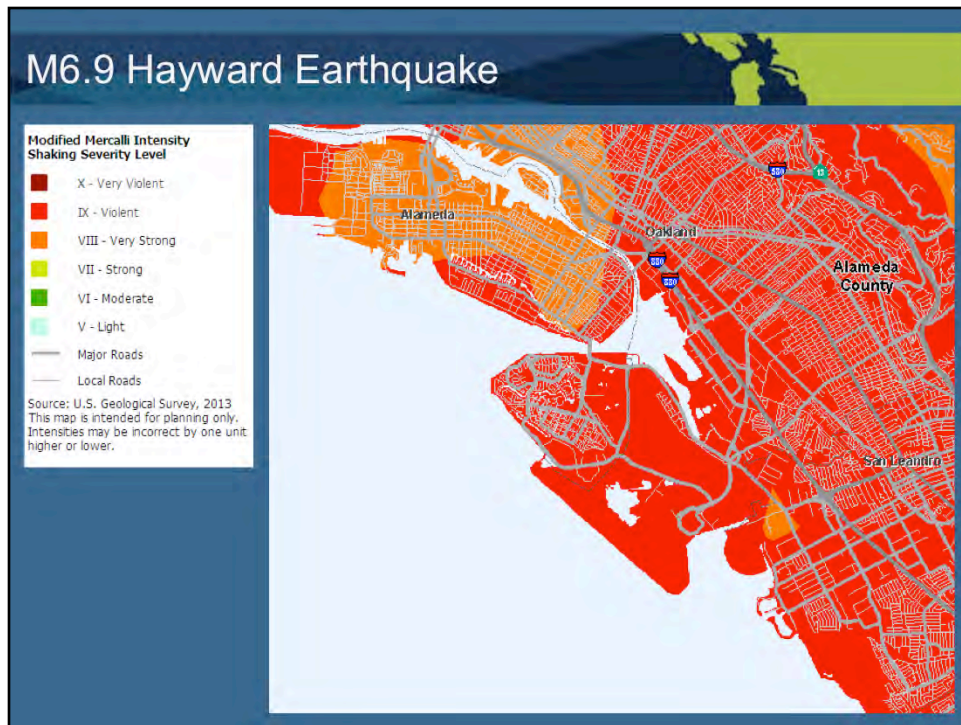 M6.9 Hayward Earthquake
Modified Mercalli Intensity
Shaking Severity Level
X - Very Violent
IX - Violent
VIII - Very Strong
VII - Strong
VI - Moderate
V - Light
Major Roads
Local Roads
Source: U.S. Geological Survey, 2013
This map is intended for planning only.
Intensities may be incorrect by one unit
higher or lower.
580
13
Alameda
Oakland
880
880
Alameda
County
San Leandro